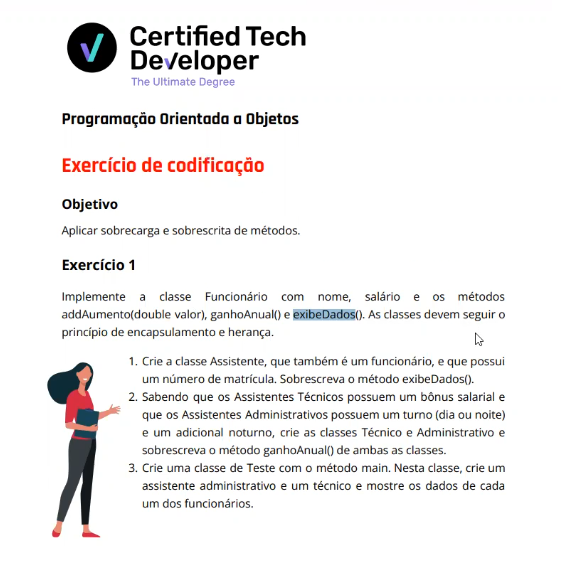 Certified Tech
Developer
The Ultimate Degree
Programação Orientada a Objetos
Exercício de codificação
Objetivo
Aplicar sobrecarga e sobrescrita de métodos.
Exercício 1
Implemente a classe Funcionário com nome, salário e os métodos
addAumento(double valor), ganhoAnual() e exibeDados(). As classes devem seguir o
princípio de encapsulamento e herança.
1. Crie a classe Assistente, que também é um funcionário, e que possui
um número de matrícula. Sobrescreva o método exibeDados().
2. Sabendo que os Assistentes Técnicos possuem um bônus salarial e
que os Assistentes Administrativos possuem um turno (dia ou noite)
e um adicional noturno, crie as classes Técnico e Administrativo e
sobrescreva o método ganhoAnual() de ambas as classes.
3. Crie uma classe de Teste com o método main. Nesta classe, crie um
assistente administrativo e um técnico e mostre os dados de cada
um dos funcionários.